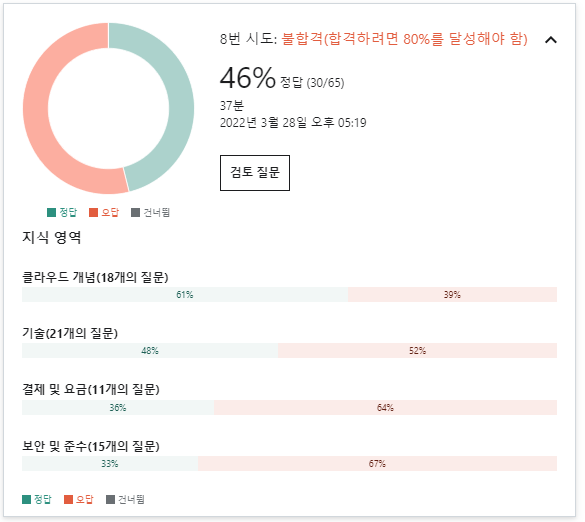 8번 시도: 불합격(합격하려면 80%를 달성해야 함)
46% 정답 (30/65)
37분
2022년 3월 28일 오후 05:19
검토 질문
정답 오답 건너뜀
지식 영역
클라우드 개념(18개의 질문)
61% 39%
기술(21개의 질문)
48% 52%
결제 및 요금(11개의 질문)
36% 64%
보안 및 준수(15개의 질문)
33% 67%
정답 오답 건너뜀